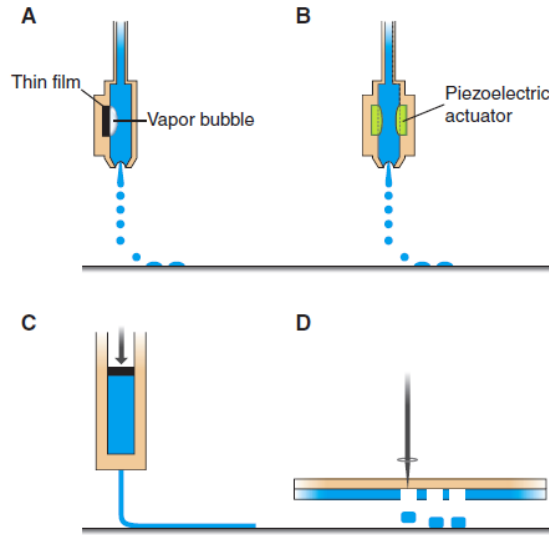 A
B
Thin film
Vapor bubble
Piezoelectric
actuator
C
D